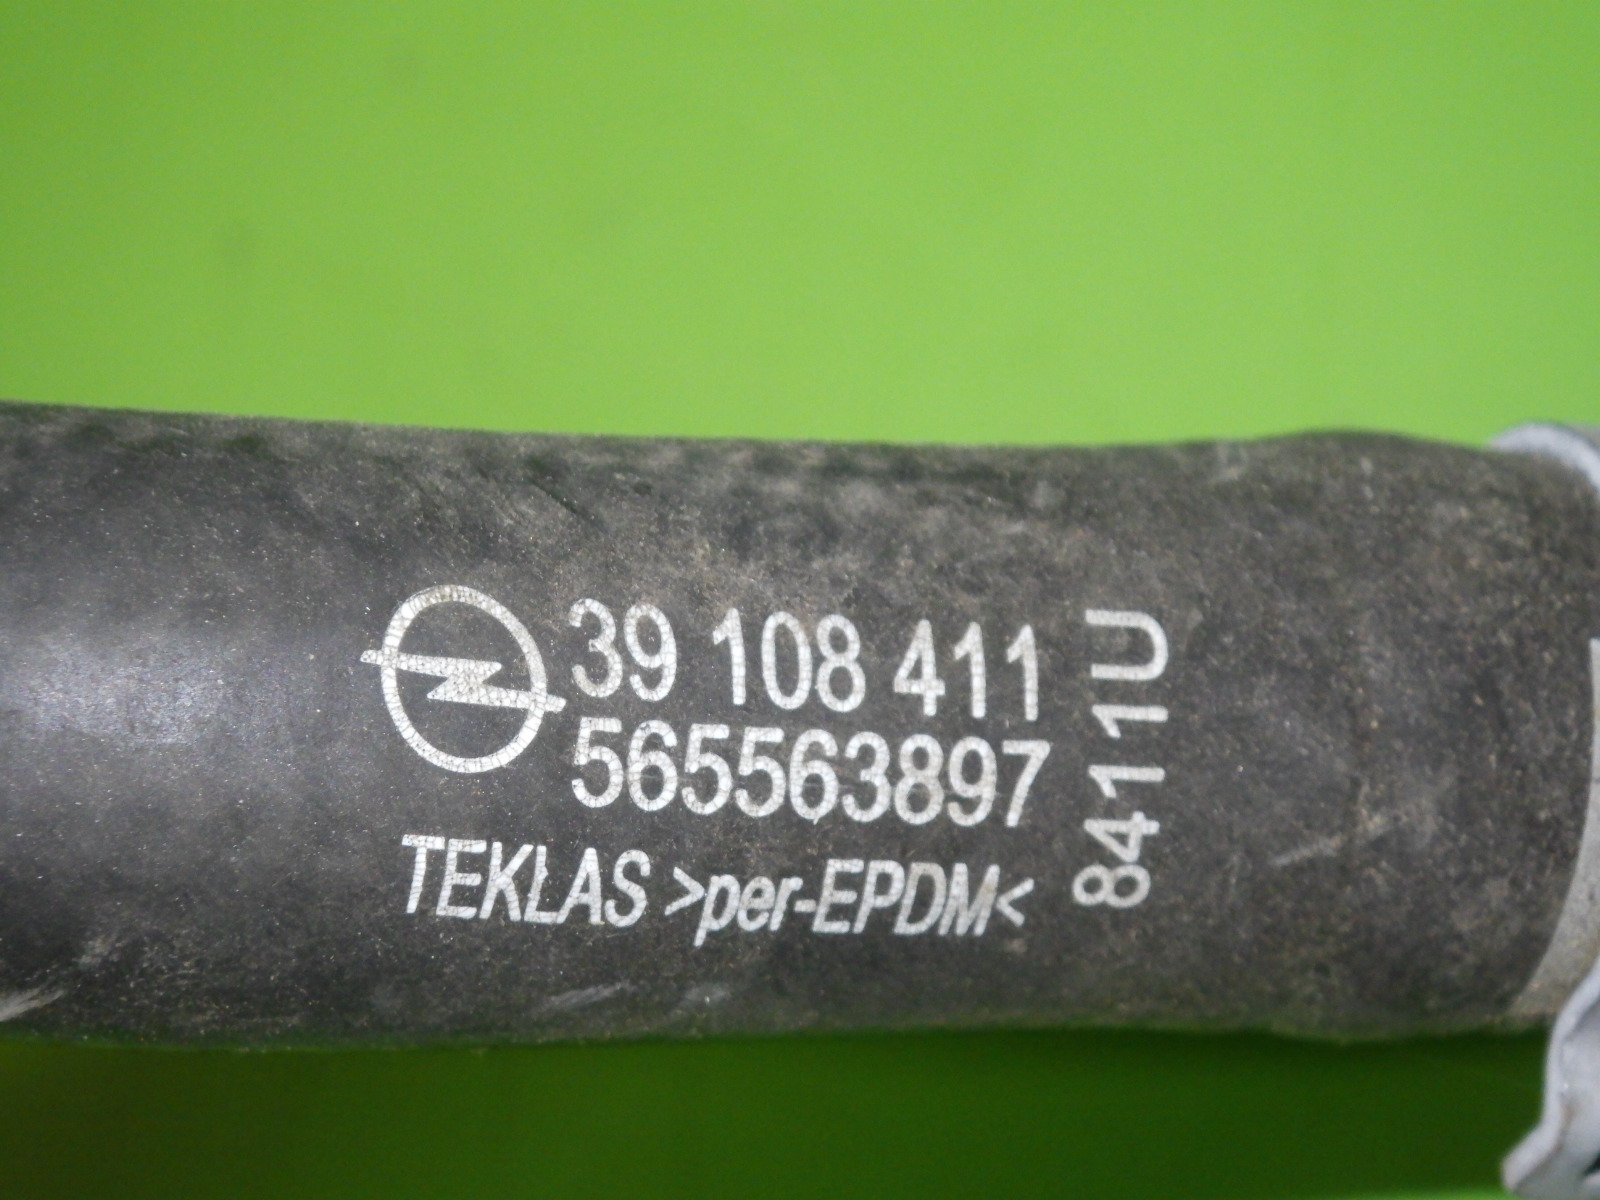 39 108 411
565563897
TEKLAS >per-EPDM<
8411U